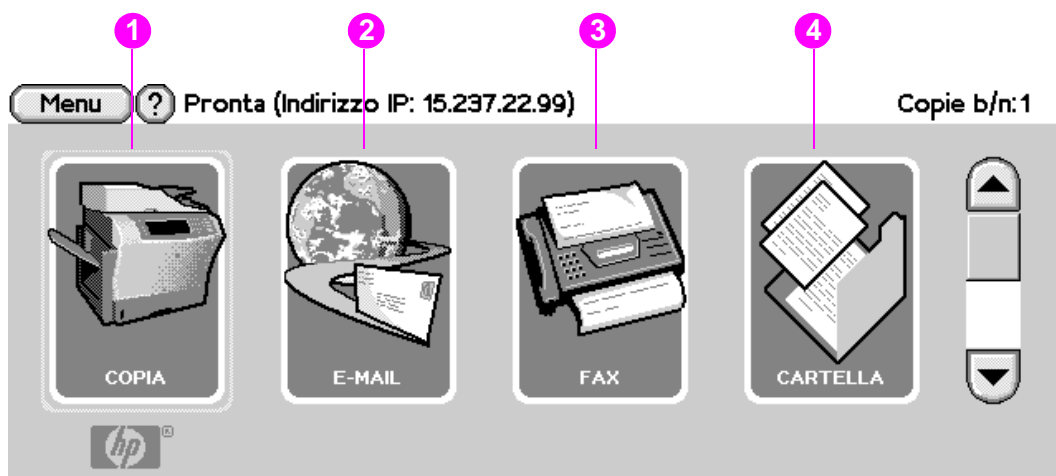 1 2 3 4
Menu ? Pronta (Indirizzo IP: 15.237.22.99) Copie b/n:1
COPIA E-MAIL FAX CARTELLA
hp ®